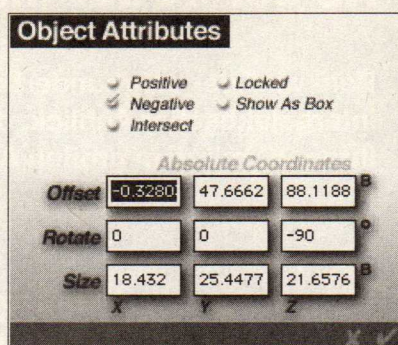 Object Attributes
Positive Locked
Negative Show As Box
Intersect
Absolute Coordinates
Offset -0.3280 47.6662 88.1188 B
Rotate 0 0 -90 °
Size 18.432 25.4477 21.6576 B
X Y Z